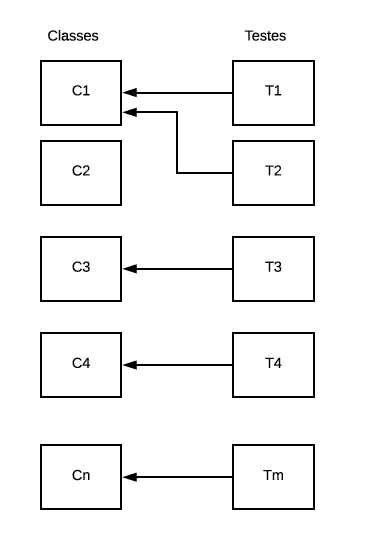 Classes Testes
C1 T1
C2 T2
C3 T3
C4 T4
Cn Tm